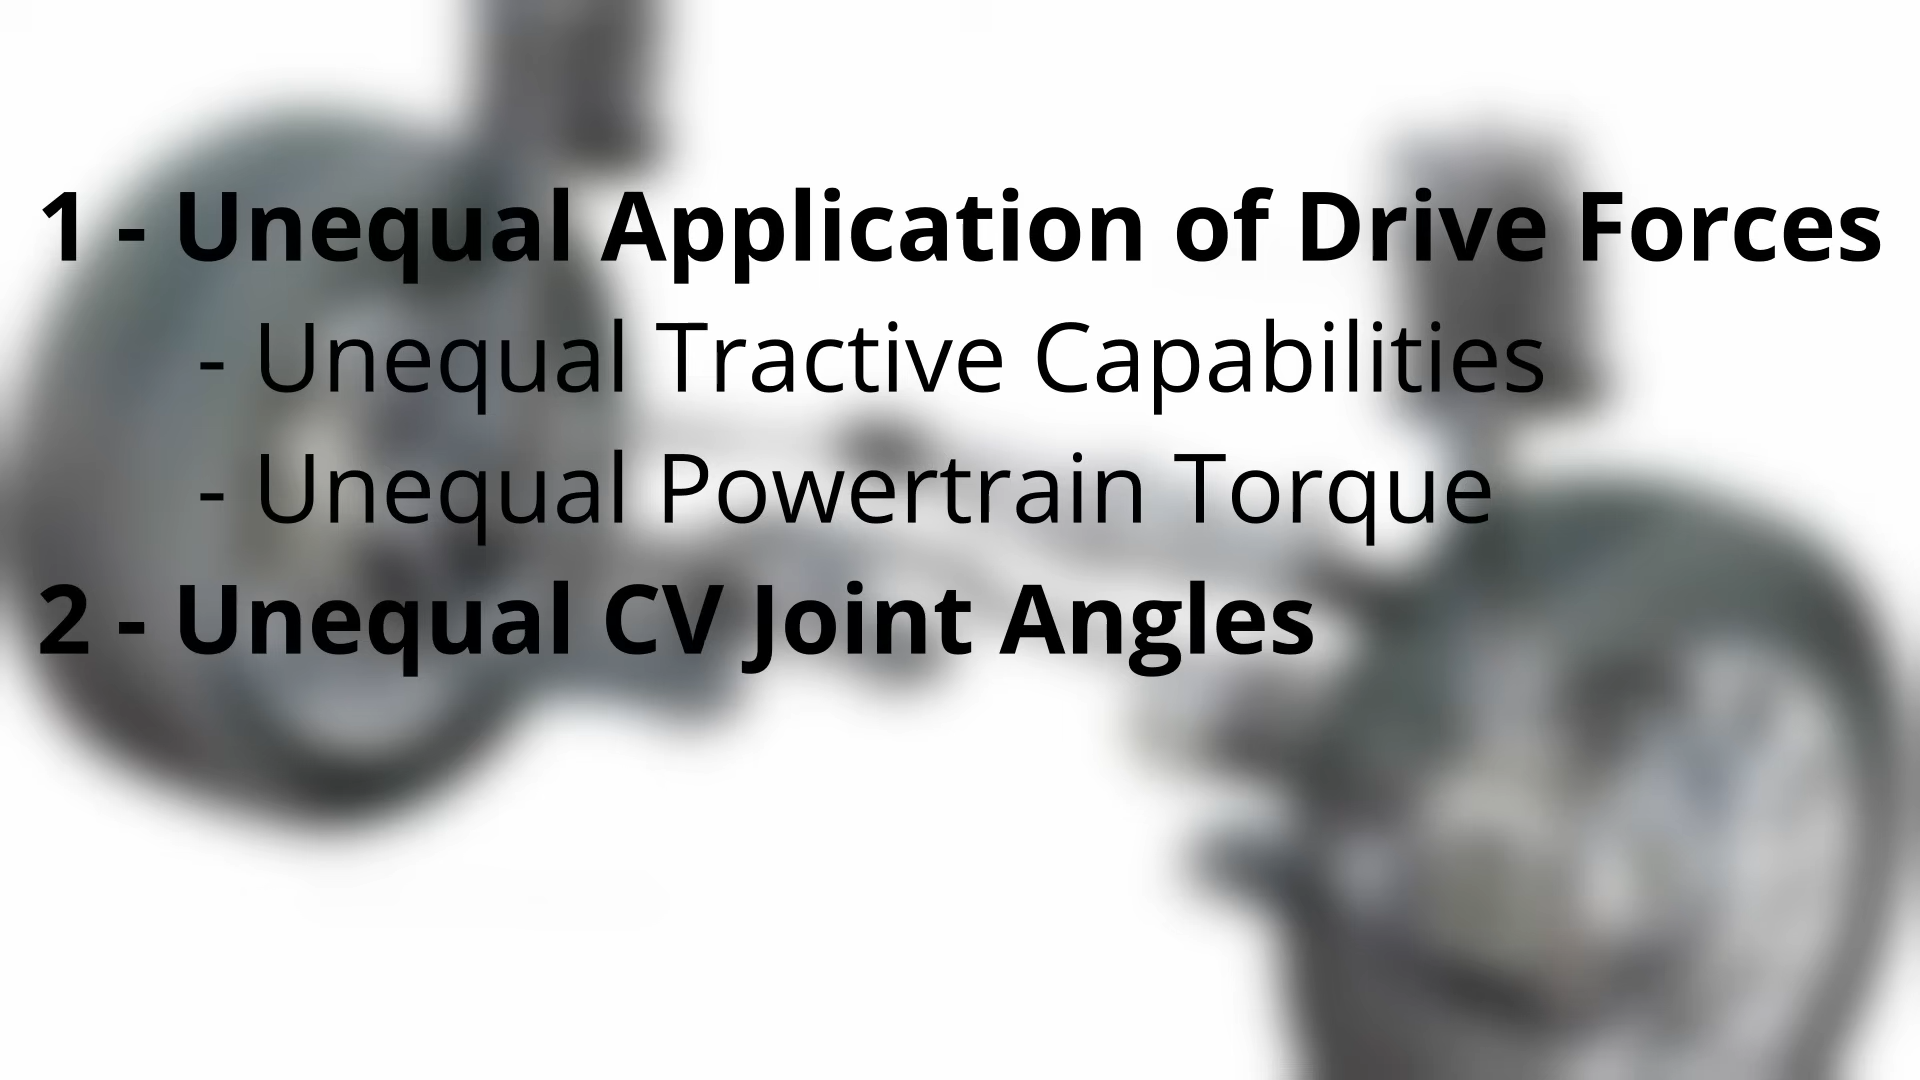 1 - Unequal Application of Drive Forces
- Unequal Tractive Capabilities
- Unequal Powertrain Torque
2 - Unequal CV Joint Angles